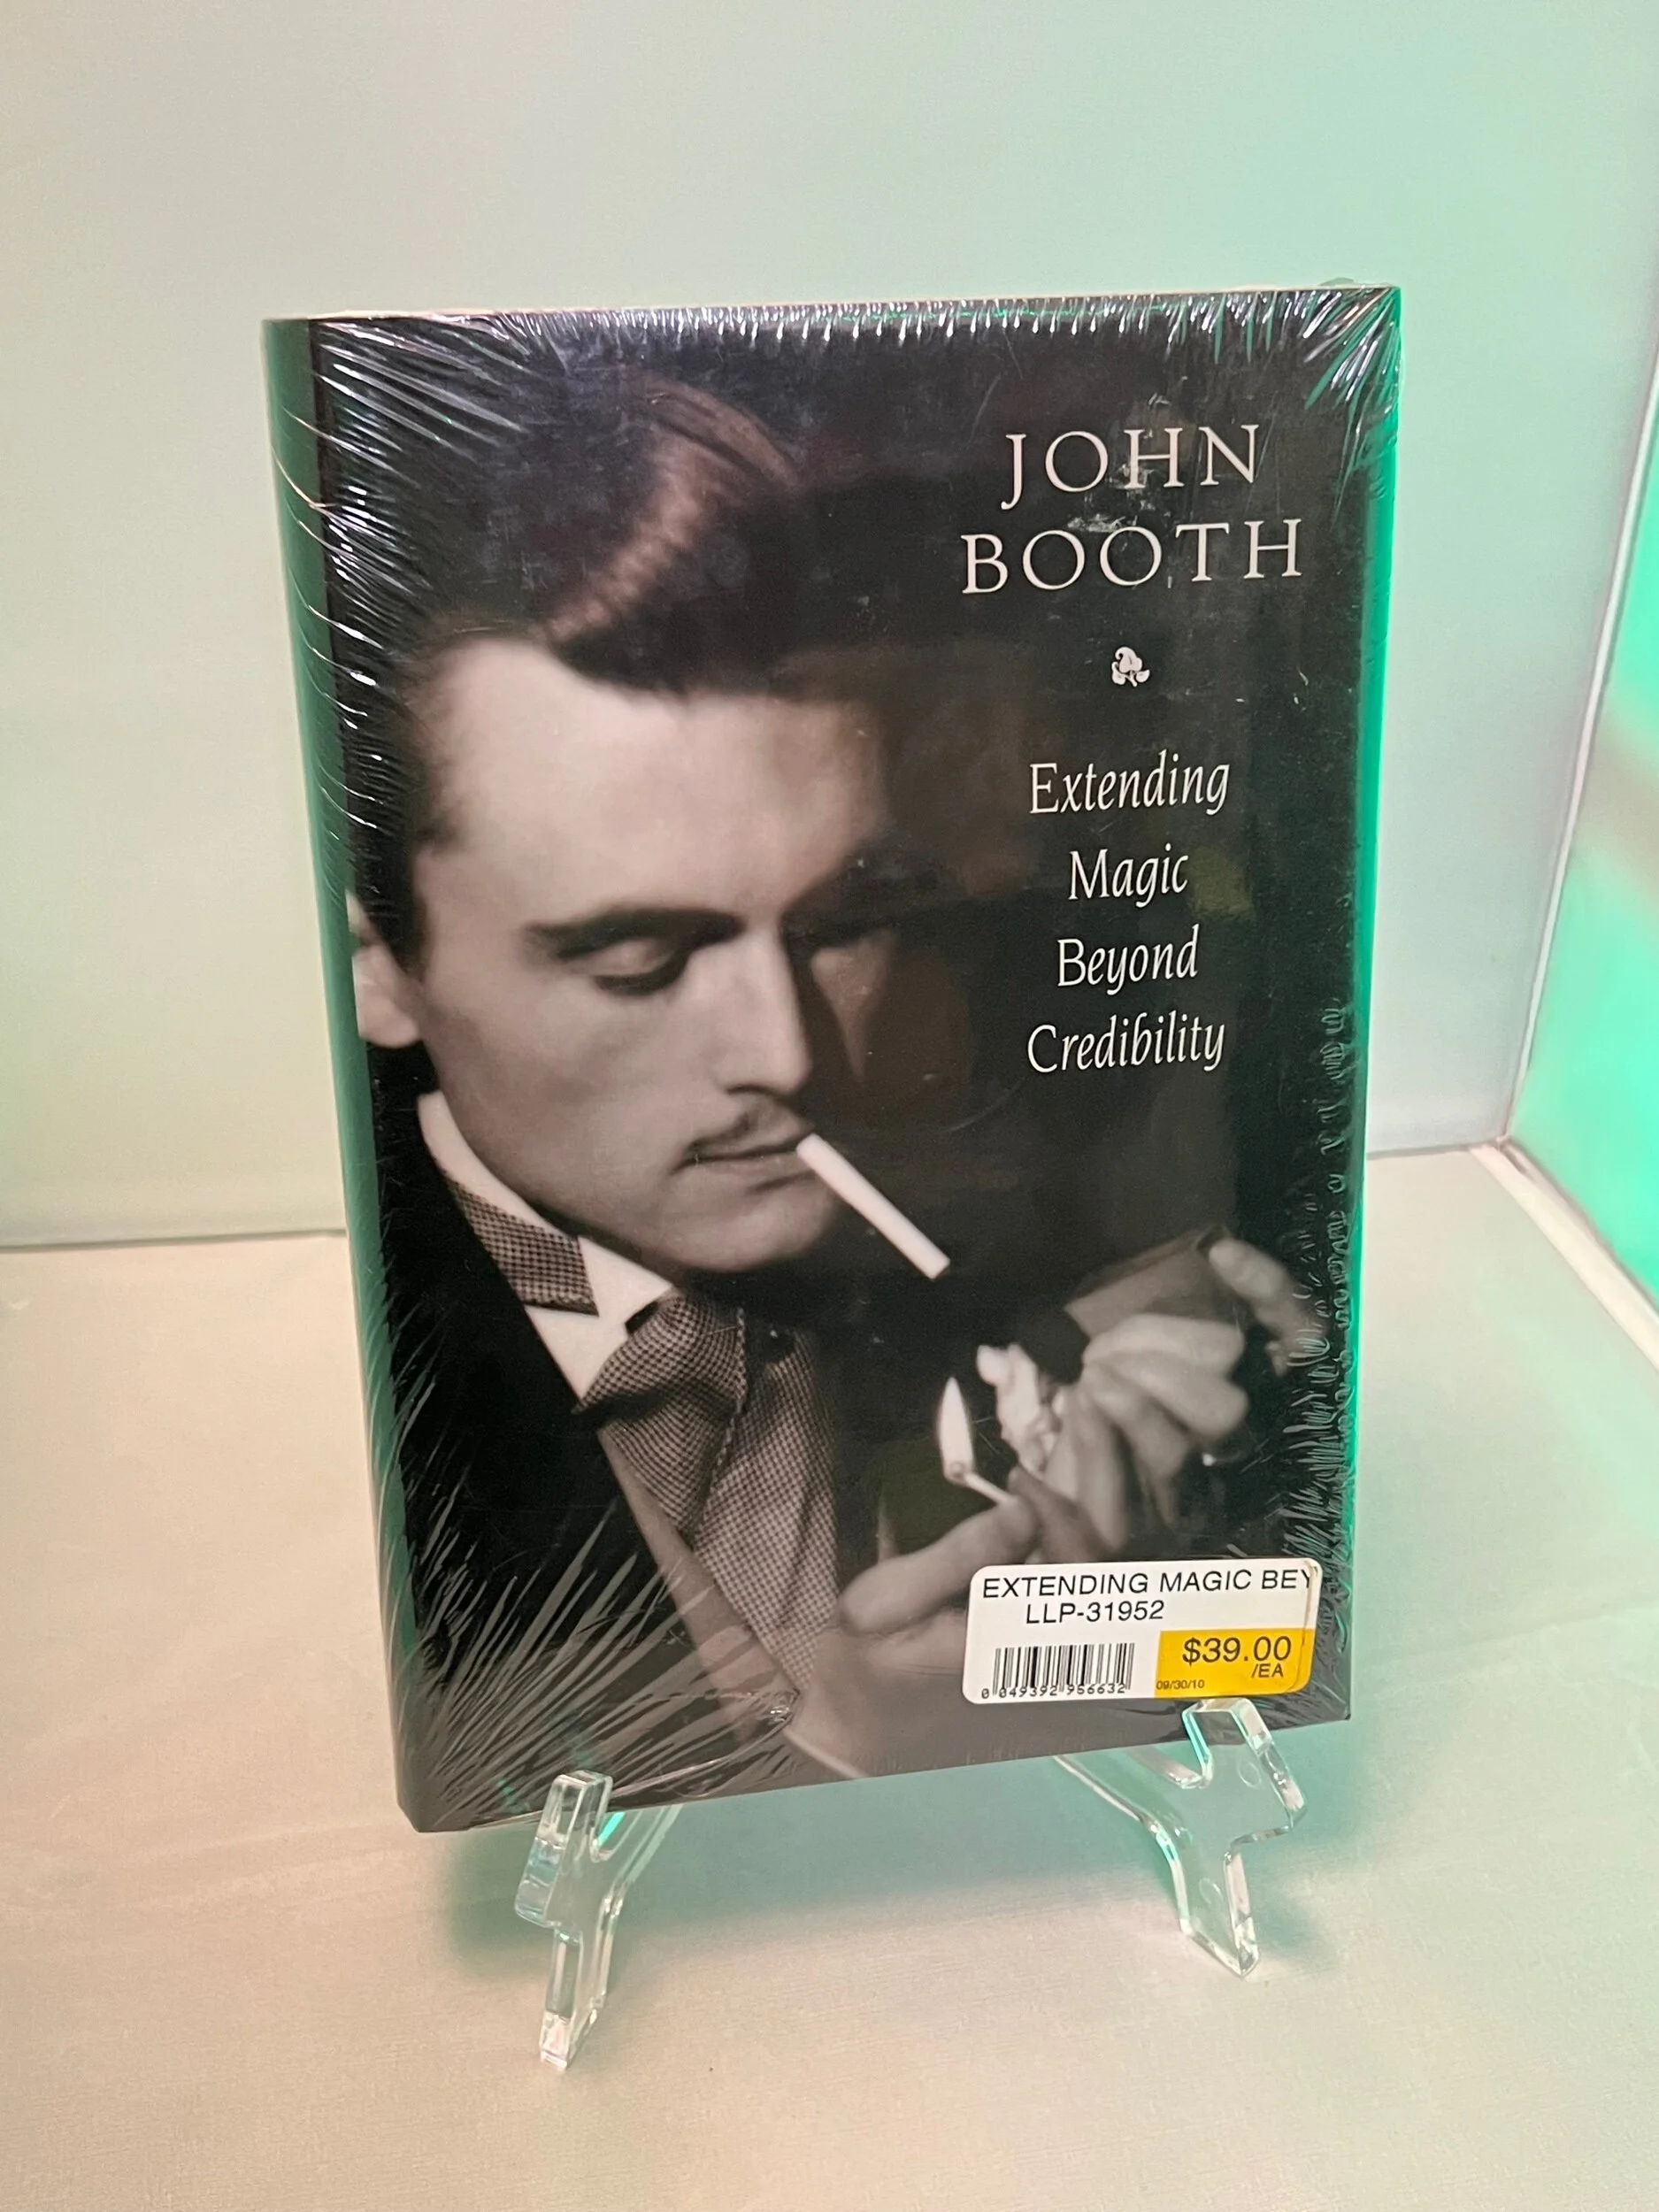 JOHN
BOOTH
Extending
Magic
Beyond
Credibility
EXTENDING MAGIC BEY
LLP-31952
$39.00
/EA
0 049392 956632
09/30/10